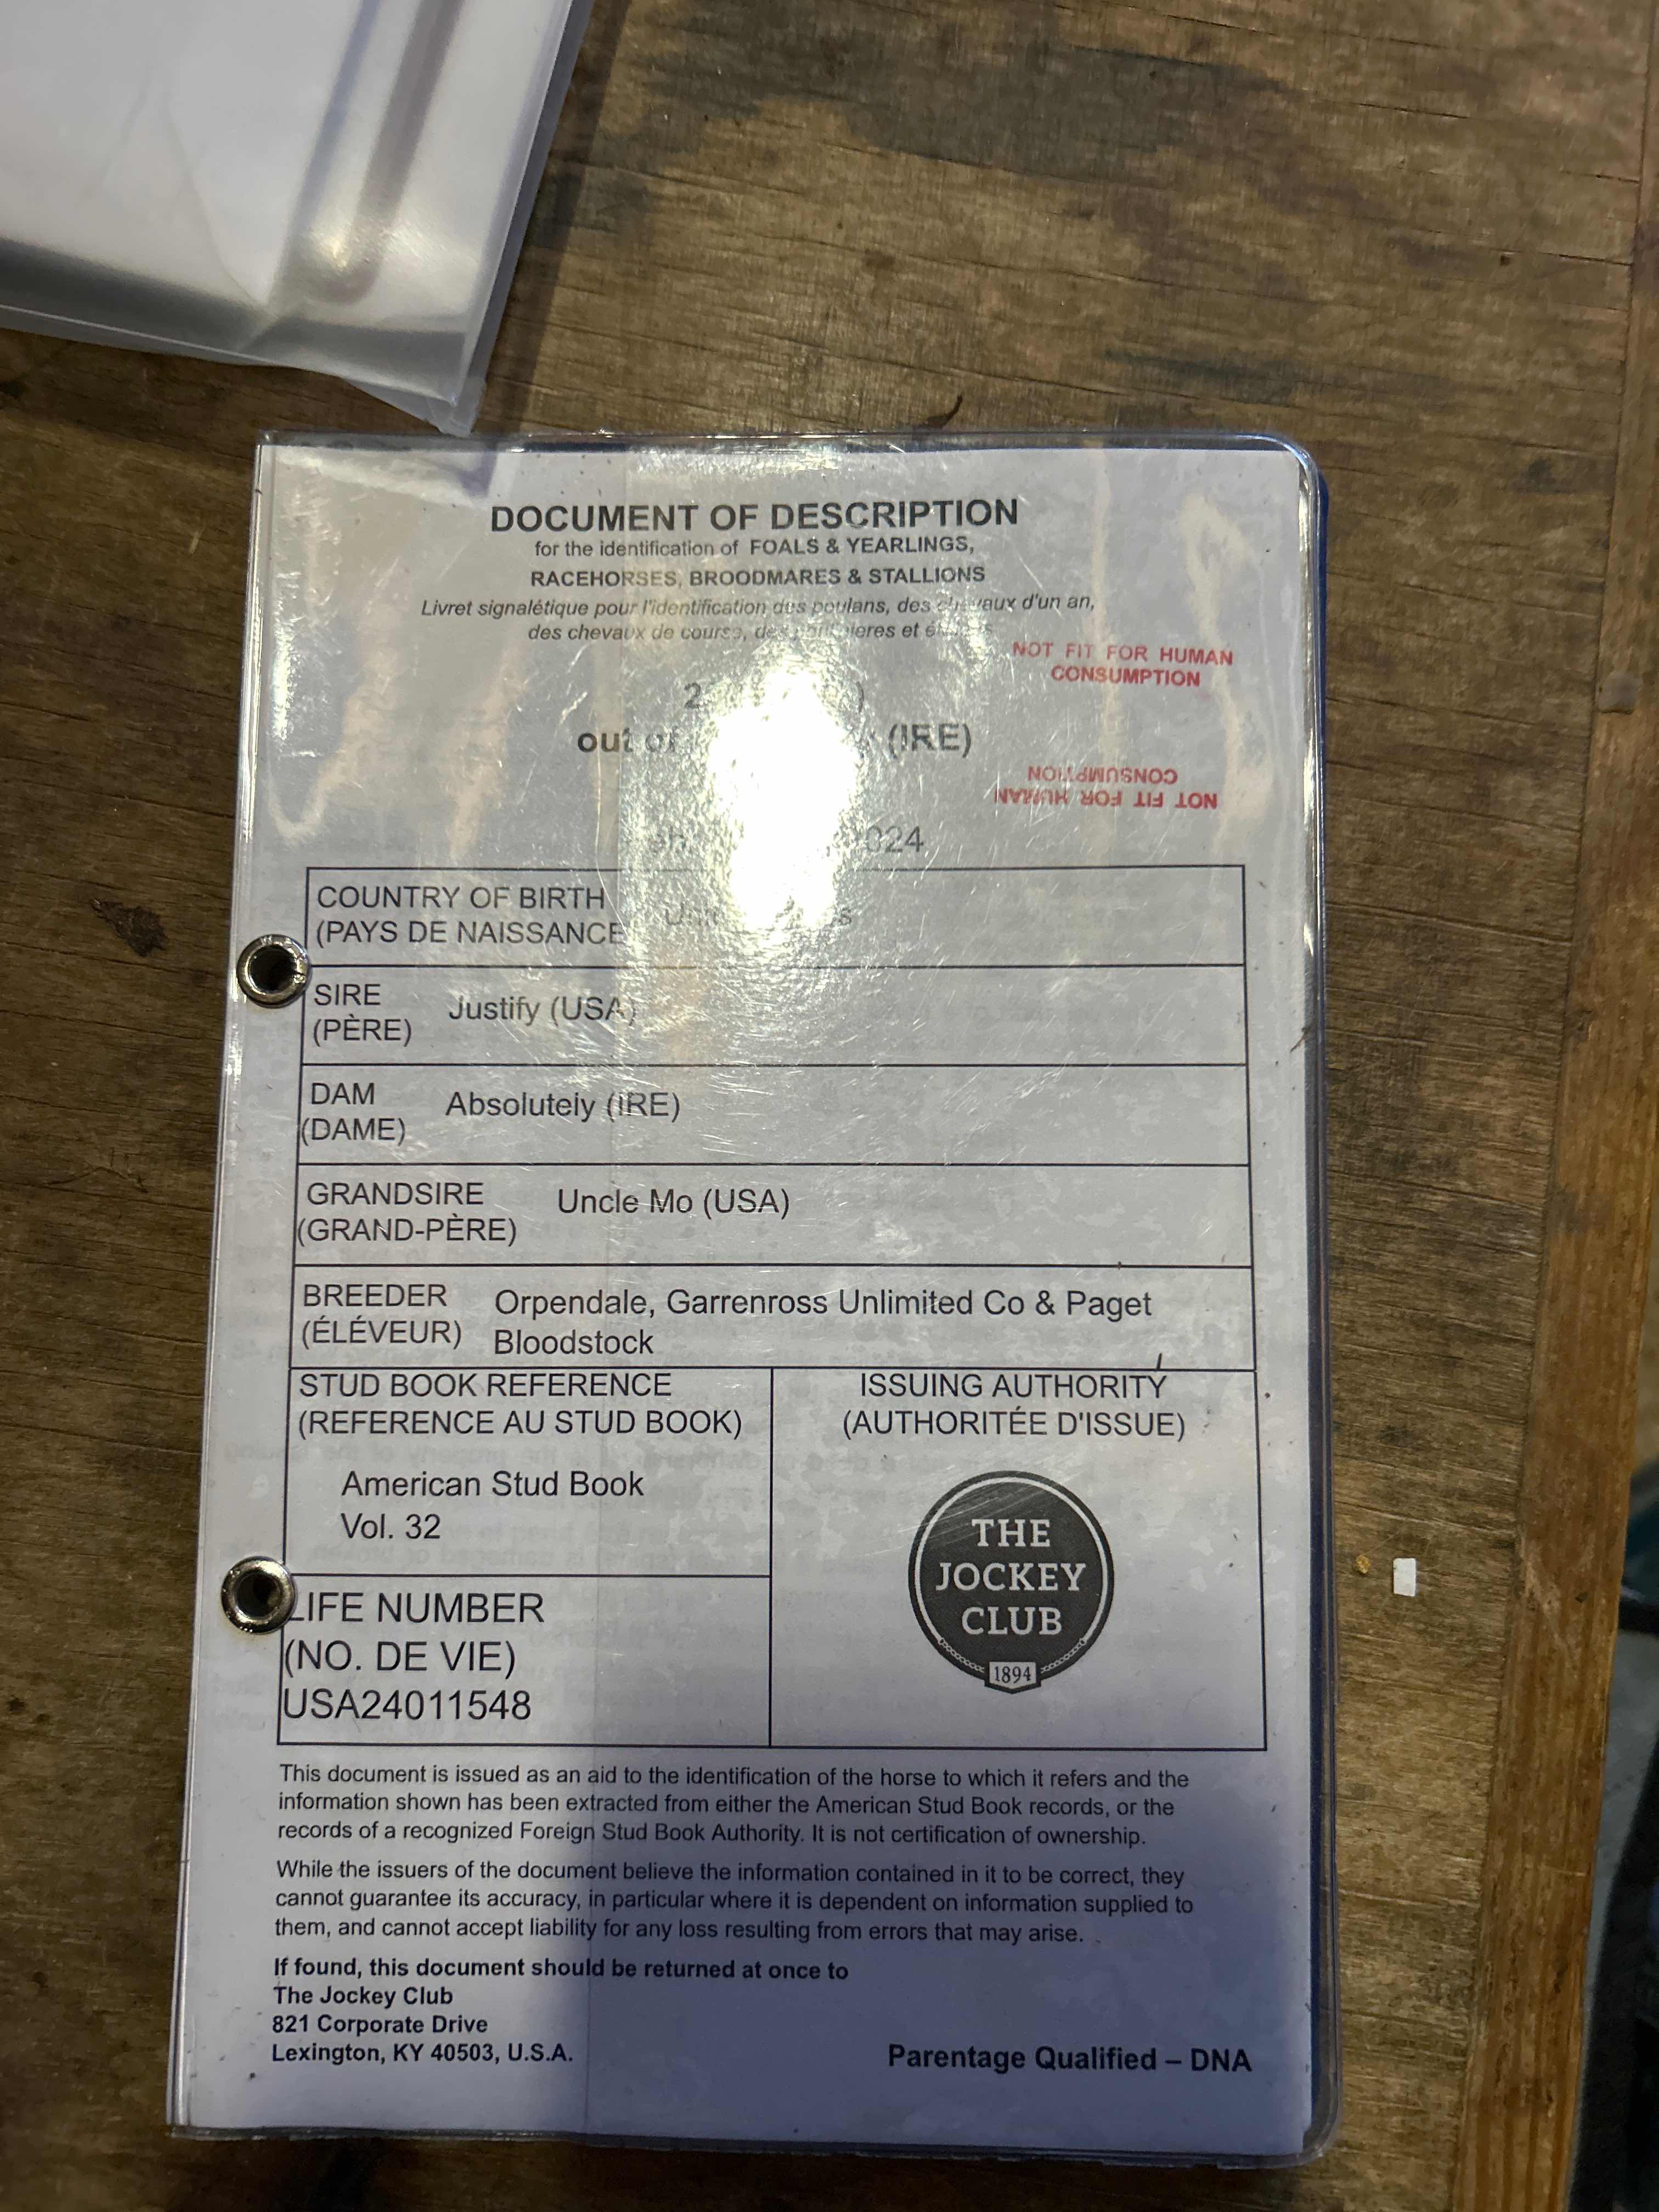 DOCUMENT OF DESCRIPTION
for the identification of FOALS & YEARLINGS,
RACEHORSES, BROODMARES & STALLIONS
Livret signalétique pour l'identification des poulans, des chevaux d'un an,
des chevaux de course, des et
NOT FIT FOR HUMAN
CONSUMPTION
out of (IRE)
NOT FIT FOR HUMAN
CONSUMPTION
2024
COUNTRY OF BIRTH
(PAYS DE NAISSANCE
SIRE
(PÈRE)
Justify (USA)
DAM
(DAME)
Absolutely (IRE)
GRANDSIRE
(GRAND-PÈRE)
Uncle Mo (USA)
BREEDER
(ÉLÉVEUR)
Orpendale, Garrenross Unlimited Co & Paget
Bloodstock
STUD BOOK REFERENCE
(REFERENCE AU STUD BOOK)
American Stud Book
Vol. 32
ISSUING AUTHORITY
(AUTHORITÉE D'ISSUE)
THE
JOCKEY
CLUB
1894
LIFE NUMBER
(NO. DE VIE)
USA24011548
This document is issued as an aid to the identification of the horse to which it refers and the
information shown has been extracted from either the American Stud Book records, or the
records of a recognized Foreign Stud Book Authority. It is not certification of ownership.
While the issuers of the document believe the information contained in it to be correct, they
cannot guarantee its accuracy, in particular where it is dependent on information supplied to
them, and cannot accept liability for any loss resulting from errors that may arise.
If found, this document should be returned at once to
The Jockey Club
821 Corporate Drive
Lexington, KY 40503, U.S.A.
Parentage Qualified – DNA